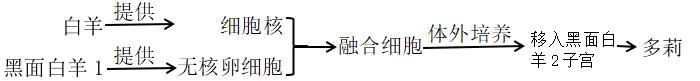 白羊 提供 细胞核
黑面白羊1 提供 无核卵细胞
融合细胞 体外培养 移入黑面白
羊2子宫 多莉